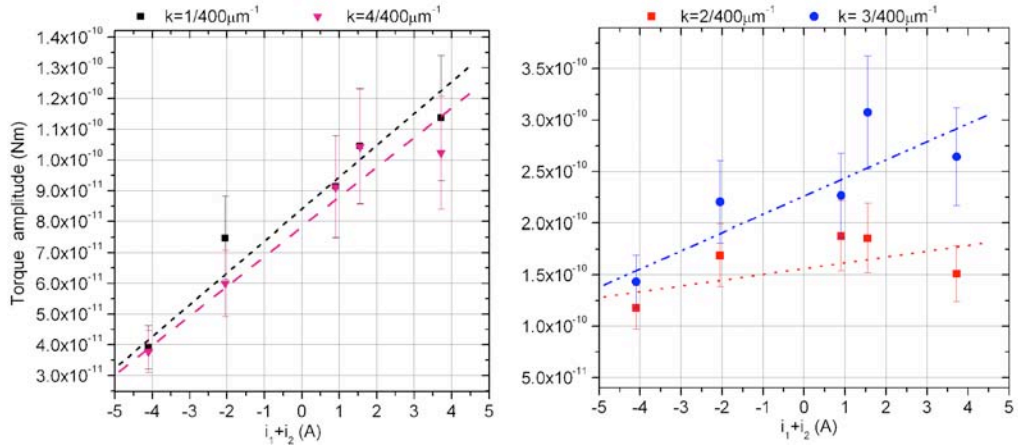 k=1/400μm⁻¹ k=4/400μm⁻¹
1.4x10⁻¹⁰
1.3x10⁻¹⁰
1.2x10⁻¹⁰
1.1x10⁻¹⁰
1.0x10⁻¹⁰
9.0x10⁻¹¹
8.0x10⁻¹¹
7.0x10⁻¹¹
6.0x10⁻¹¹
5.0x10⁻¹¹
4.0x10⁻¹¹
3.0x10⁻¹¹
Torque amplitude (Nm)
-5 -4 -3 -2 -1 0 1 2 3 4 5
i₁+i₂ (A)
k=2/400μm⁻¹ k= 3/400μm⁻¹
3.5x10⁻¹⁰
3.0x10⁻¹⁰
2.5x10⁻¹⁰
2.0x10⁻¹⁰
1.5x10⁻¹⁰
1.0x10⁻¹⁰
5.0x10⁻¹¹
-5 -4 -3 -2 -1 0 1 2 3 4 5
i₁+i₂ (A)